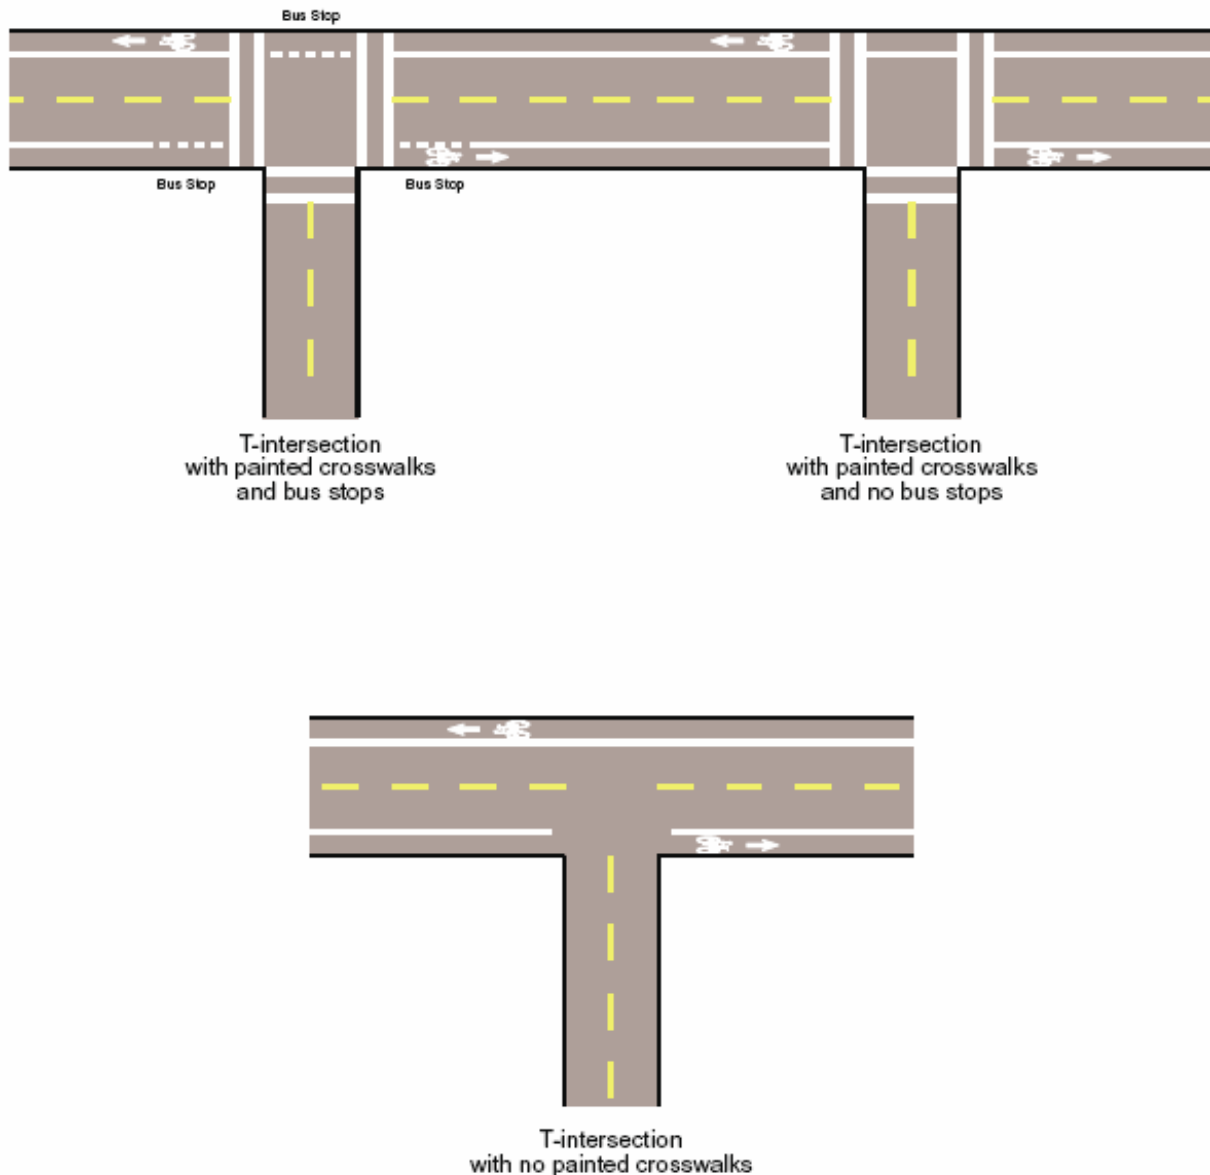 Bus Stop
Bus Stop
Bus Stop
T-intersection
with painted crosswalks
and bus stops
T-intersection
with painted crosswalks
and no bus stops
T-intersection
with no painted crosswalks